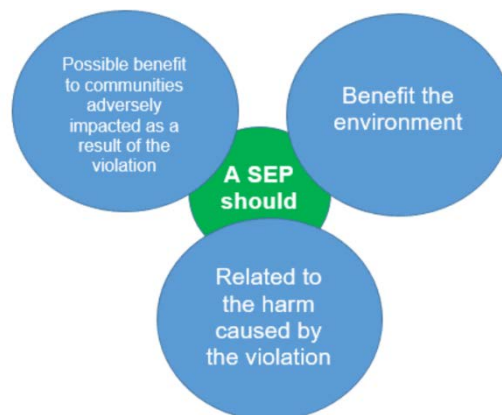 Possible benefit
to communities
adversely
impacted as a
result of the
violation
Benefit the
environment
A SEP
should
Related to
the harm
caused by
the violation